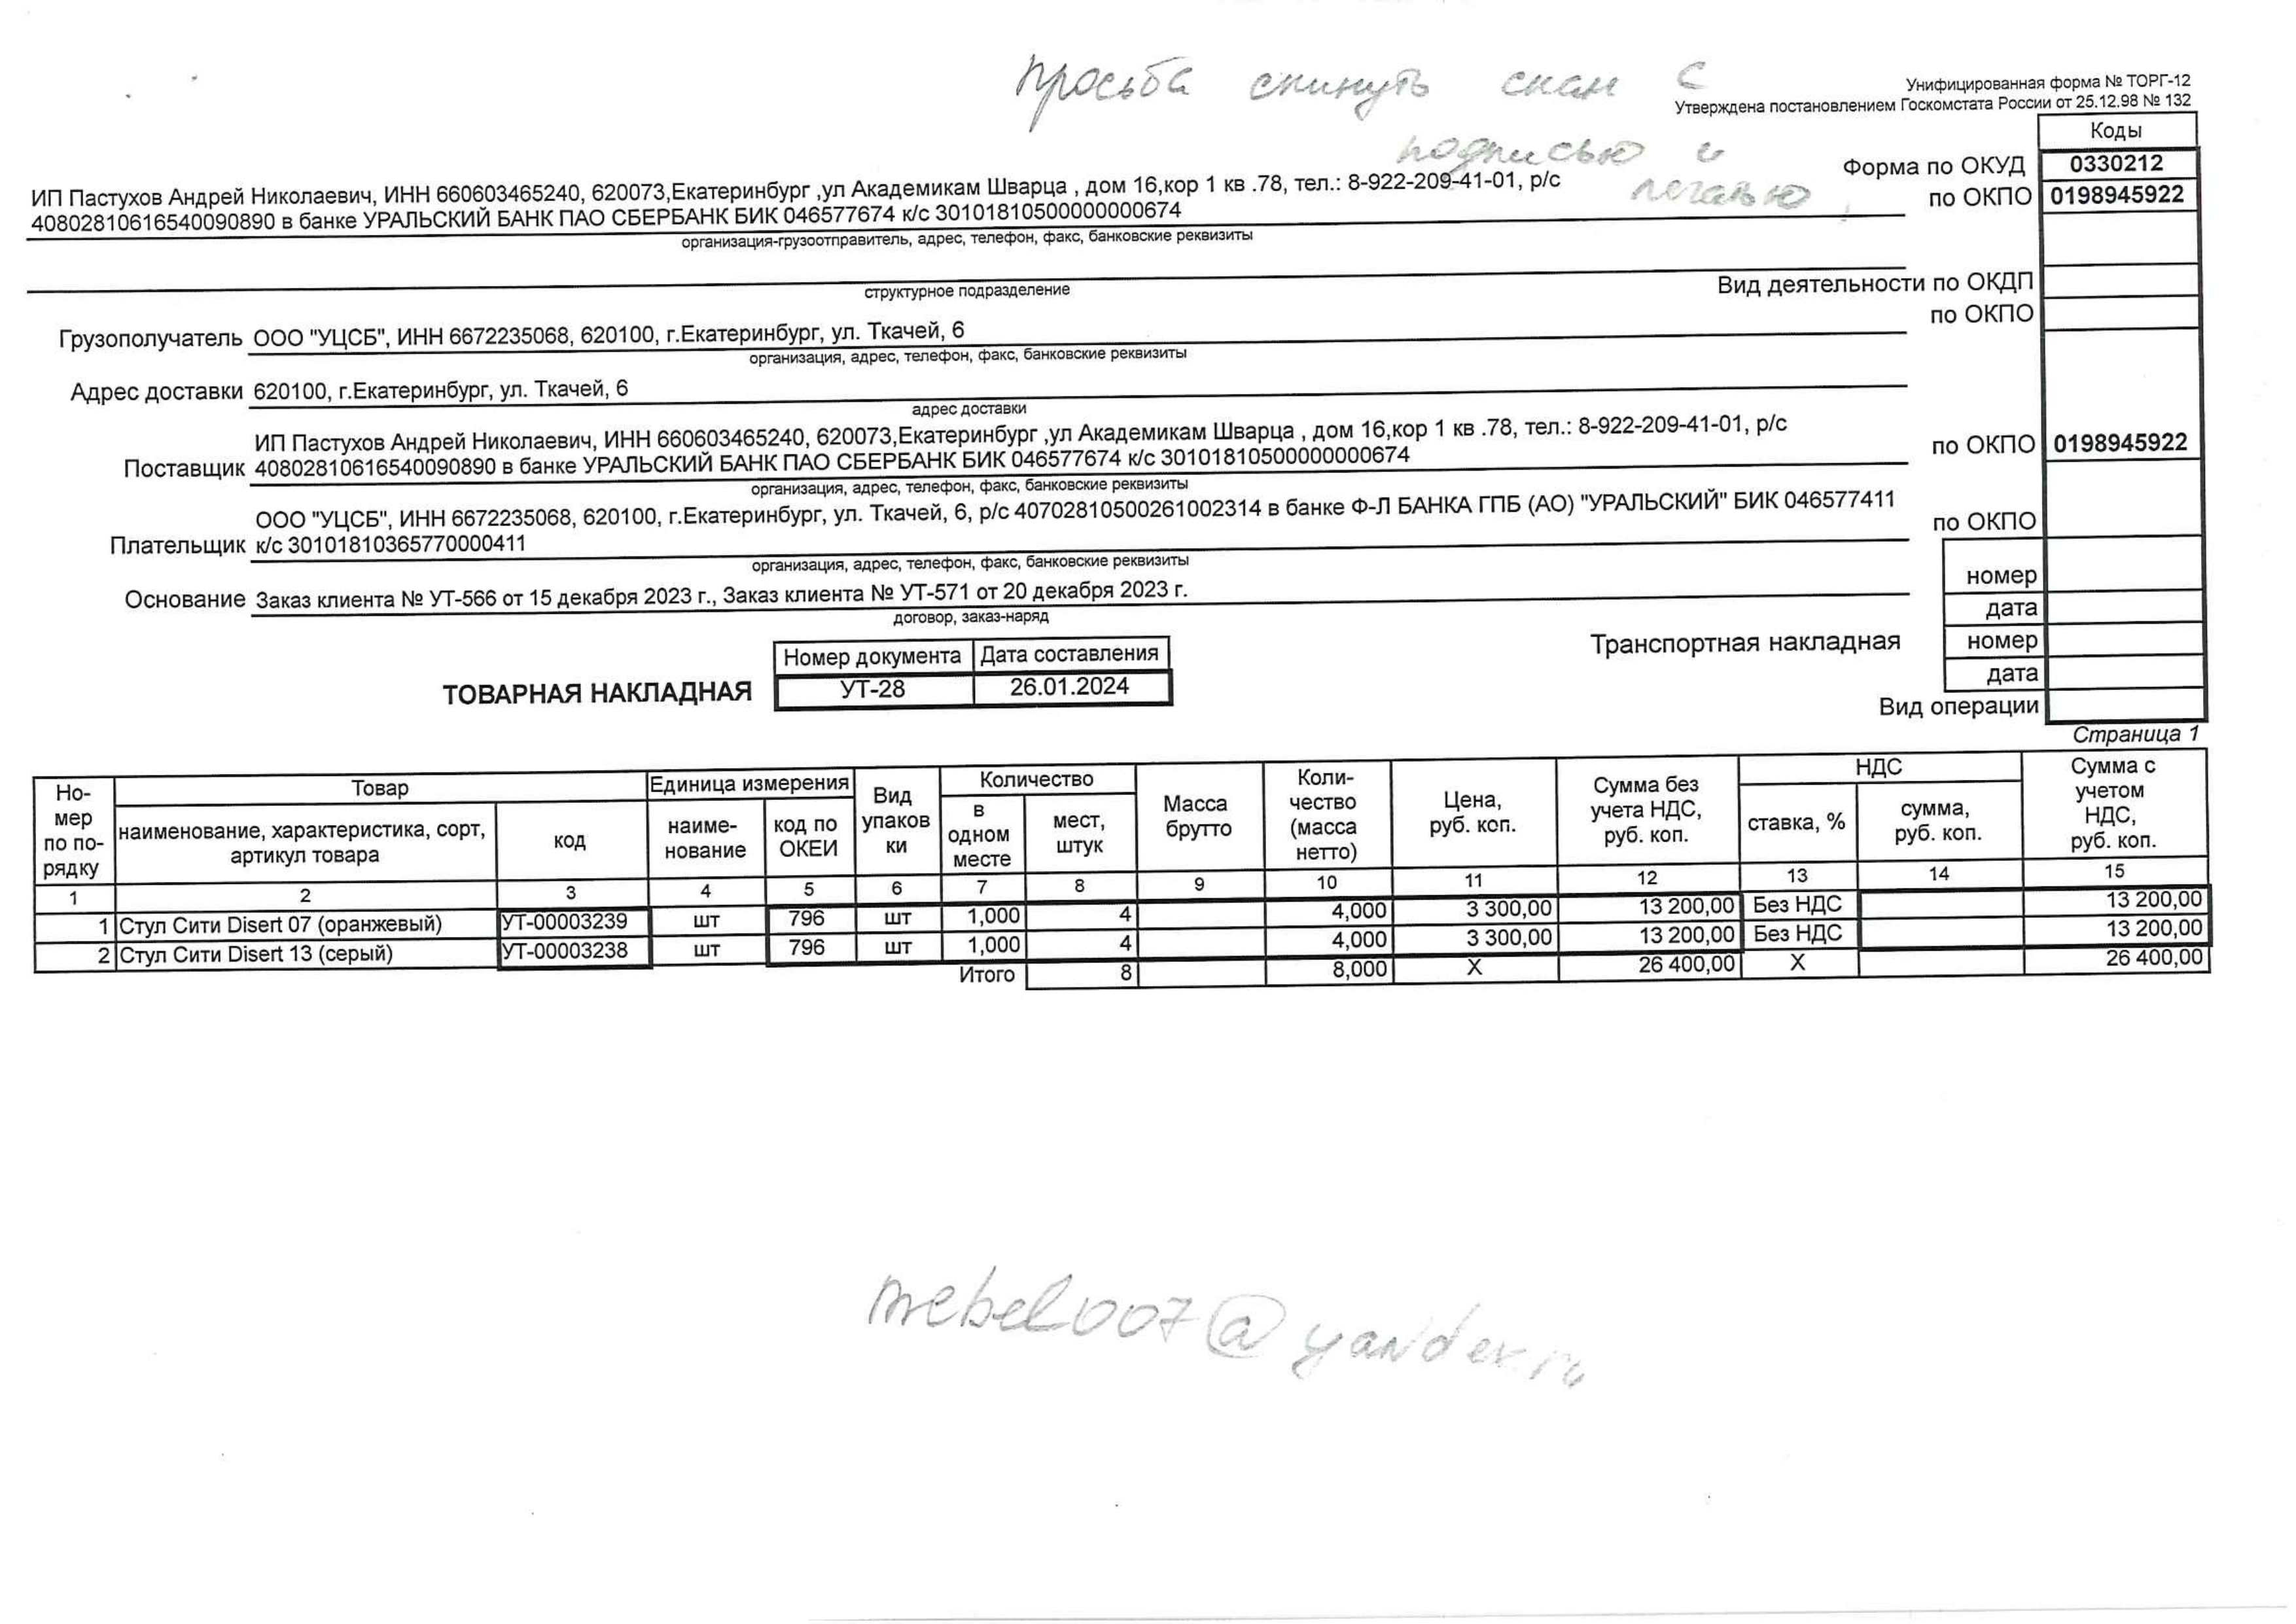 просьба скинуть скан с
подписью и
печатью
Унифицированная форма № ТОРГ-12
Утверждена постановлением Госкомстата России от 25.12.98 № 132
Коды
Форма по ОКУД 0330212
ИП Пастухов Андрей Николаевич, ИНН 660603465240, 620073,Екатеринбург ,ул Академикам Шварца , дом 16,кор 1 кв .78, тел.: 8-922-209-41-01, р/с
40802810616540090890 в банке УРАЛЬСКИЙ БАНК ПАО СБЕРБАНК БИК 046577674 к/с 30101810500000000674
по ОКПО 0198945922
организация-грузоотправитель, адрес, телефон, факс, банковские реквизиты
структурное подразделение
Вид деятельности по ОКДП
по ОКПО
Грузополучатель ООО "УЦСБ", ИНН 6672235068, 620100, г.Екатеринбург, ул. Ткачей, 6
организация, адрес, телефон, факс, банковские реквизиты
Адрес доставки 620100, г.Екатеринбург, ул. Ткачей, 6
адрес доставки
ИП Пастухов Андрей Николаевич, ИНН 660603465240, 620073,Екатеринбург ,ул Академикам Шварца , дом 16,кор 1 кв .78, тел.: 8-922-209-41-01, р/с
Поставщик 40802810616540090890 в банке УРАЛЬСКИЙ БАНК ПАО СБЕРБАНК БИК 046577674 к/с 30101810500000000674
по ОКПО 0198945922
организация, адрес, телефон, факс, банковские реквизиты
ООО "УЦСБ", ИНН 6672235068, 620100, г.Екатеринбург, ул. Ткачей, 6, р/с 40702810500261002314 в банке Ф-Л БАНКА ГПБ (АО) "УРАЛЬСКИЙ" БИК 046577411
Плательщик к/с 30101810365770000411
по ОКПО
организация, адрес, телефон, факс, банковские реквизиты
Основание Заказ клиента № УТ-566 от 15 декабря 2023 г., Заказ клиента № УТ-571 от 20 декабря 2023 г.
договор, заказ-наряд
номер
дата
Транспортная накладная номер
дата
Вид операции
Номер документа Дата составления
ТОВАРНАЯ НАКЛАДНАЯ УТ-28 26.01.2024
Страница 1
Но-
мер
по по-
рядку
Товар
наименование, характеристика, сорт,
артикул товара
код
Единица измерения
наиме-
нование
код по
ОКЕИ
Вид
упаков
ки
Количество
в
одном
месте
мест,
штук
Масса
брутто
Коли-
чество
(масса
нетто)
Цена,
руб. коп.
Сумма без
учета НДС,
руб. коп.
НДС
ставка, %
сумма,
руб. коп.
Сумма с
учетом
НДС,
руб. коп.
1 2 3 4 5 6 7 8 9 10 11 12 13 14 15
1 Стул Сити Disert 07 (оранжевый) УТ-00003239 шт 796 шт 1,000 4 4,000 3 300,00 13 200,00 Без НДС 13 200,00
2 Стул Сити Disert 13 (серый) УТ-00003238 шт 796 шт 1,000 4 4,000 3 300,00 13 200,00 Без НДС 13 200,00
Итого 8 8,000 X 26 400,00 X 26 400,00
mebel007@yandex.ru